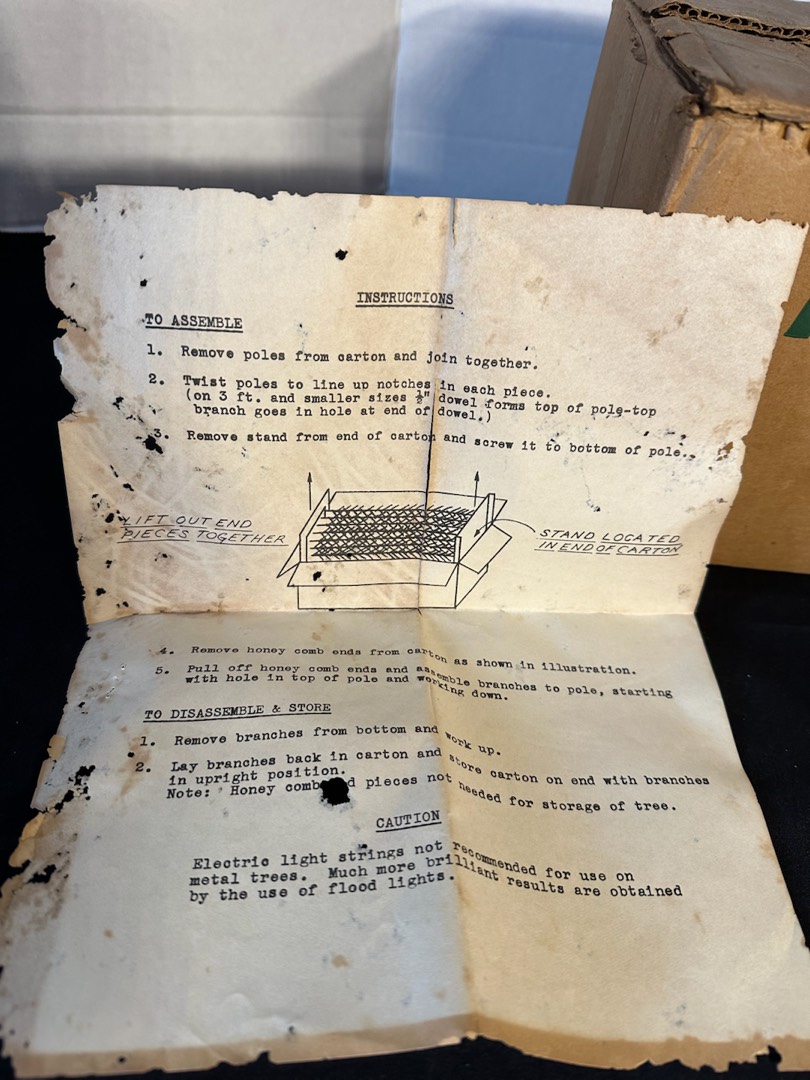 INSTRUCTIONS
TO ASSEMBLE
1. Remove poles from carton and join together.
2. Twist poles to line up notches in each piece.
(on 3 ft. and smaller sizes ½" dowel forms top of pole-top
branch goes in hole at end of dowel.)
3. Remove stand from end of carton and screw it to bottom of pole.
LIFT OUT END
PIECES TOGETHER
STAND LOCATED
IN END OF CARTON
4. Remove honey comb ends from carton as shown in illustration.
5. Pull off honey comb ends and assemble branches to pole, starting
with hole in top of pole and working down.
TO DISASSEMBLE & STORE
1. Remove branches from bottom and work up.
2. Lay branches back in carton and store carton on end with branches
in upright position.
Note: Honey comb pieces not needed for storage of tree.
CAUTION
Electric light strings not recommended for use on
metal trees. Much more brilliant results are obtained
by the use of flood lights.